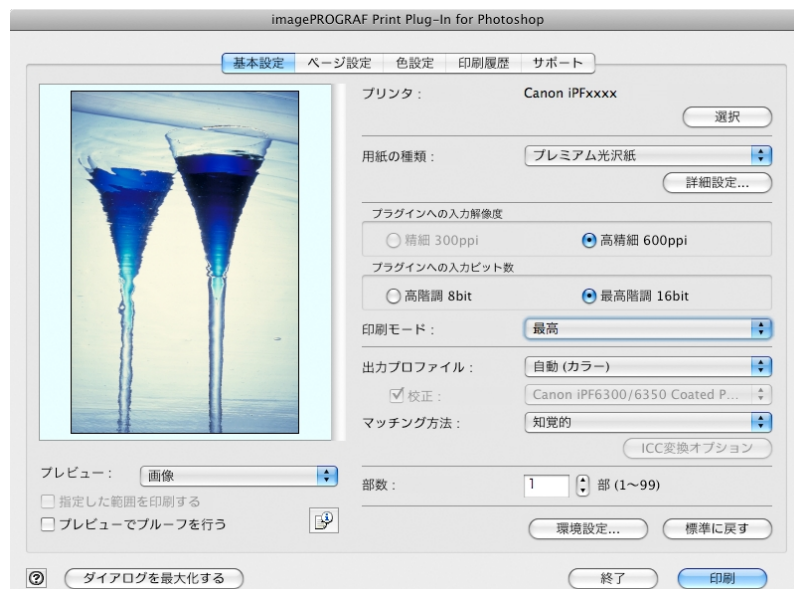 imagePROGRAF Print Plug-In for Photoshop
基本設定 ページ設定 色設定 印刷履歴 サポート
プリンタ： Canon iPFxxxx
選択
用紙の種類： プレミアム光沢紙
詳細設定...
プラグインへの入力解像度
精細 300ppi 高精細 600ppi
プラグインへの入力ビット数
高階調 8bit 最高階調 16bit
印刷モード： 最高
出力プロファイル： 自動 (カラー)
校正： Canon iPF6300/6350 Coated P...
マッチング方法： 知覚的
ICC変換オプション
プレビュー： 画像
指定した範囲を印刷する
プレビューでプルーフを行う
部数： 1 部 (1〜99)
環境設定... 標準に戻す
? ダイアログを最大化する 終了 印刷